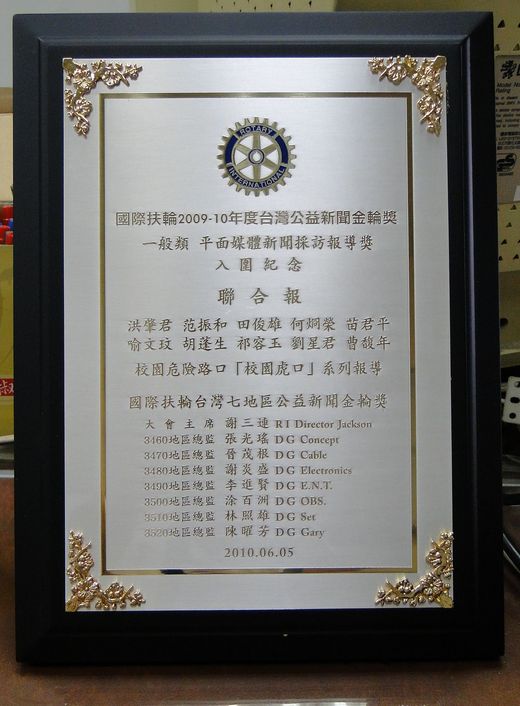 ROTARY
INTERNATIONAL
國際扶輪2009-10年度台灣公益新聞金輪獎
一般類 平面媒體新聞採訪報導獎
入圍紀念
聯合報
洪肇君 范振和 田俊雄 何烱榮 苗君平
喻文玟 胡蓬生 祁容玉 劉星君 曹馥年
校園危險路口「校園虎口」系列報導
國際扶輪台灣七地區公益新聞金輪獎
大會主席 謝三連 RI Director Jackson
3460地區總監 張光瑤 DG Concept
3470地區總監 晉茂根 DG Cable
3480地區總監 謝炎盛 DG Electronics
3490地區總監 李進賢 DG E.N.T.
3500地區總監 涂百洲 DG OBS.
3510地區總監 林照雄 DG Set
3520地區總監 陳曜芳 DG Gary
2010.06.05
Model No
Rating